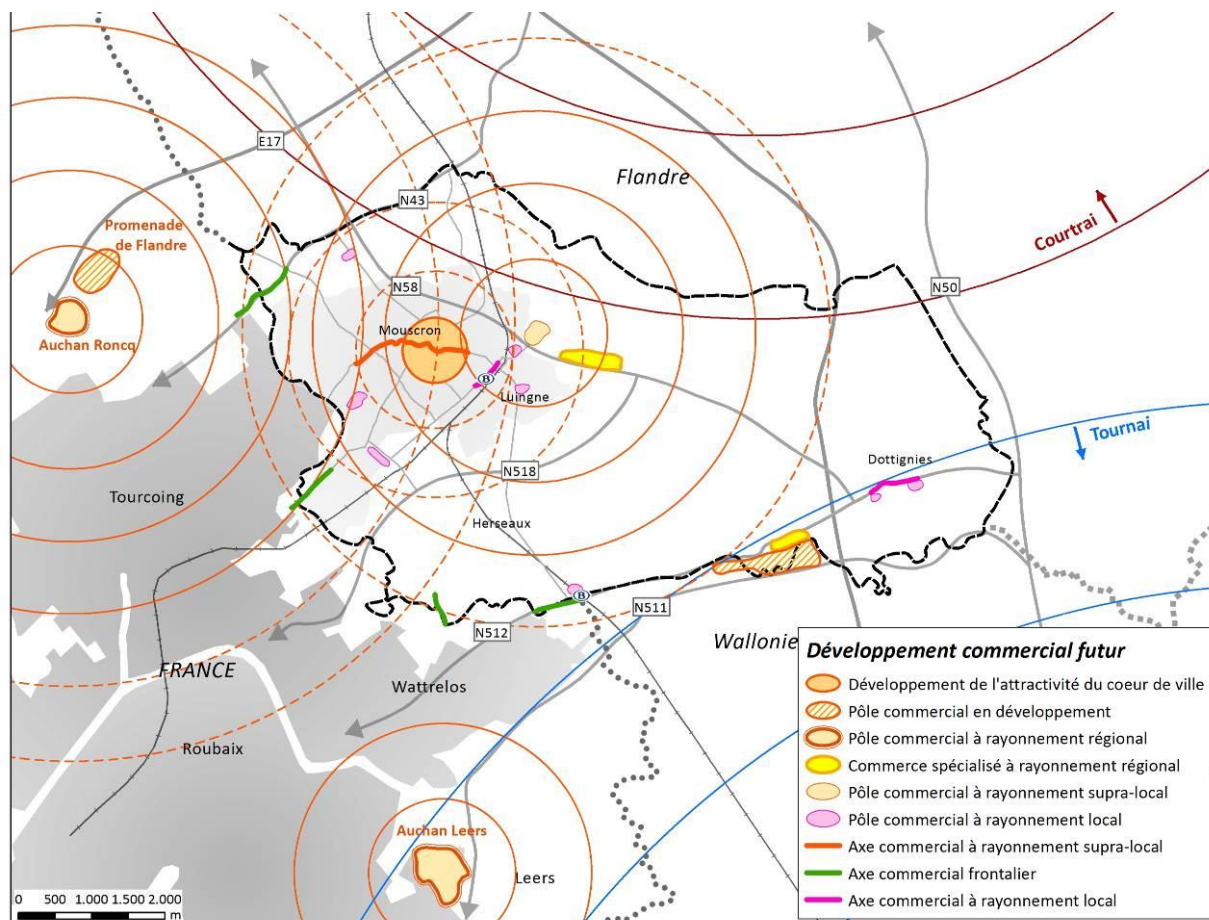 E17
Flandre
N43
Promenade
de Flandre
Courtrai
N58
N50
Mouscron
Auchan Roncq
B
Luingne
Tournai
Dottignies
N518
Tourcoing
Herseaux
B
N511
N512
Wallonie
FRANCE
Wattrelos
Roubaix
Auchan Leers
Leers
0 500 1.000 1.500 2.000
m
Développement commercial futur
Développement de l'attractivité du coeur de ville
Pôle commercial en développement
Pôle commercial à rayonnement régional
Commerce spécialisé à rayonnement régional
Pôle commercial à rayonnement supra-local
Pôle commercial à rayonnement local
Axe commercial à rayonnement supra-local
Axe commercial frontalier
Axe commercial à rayonnement local